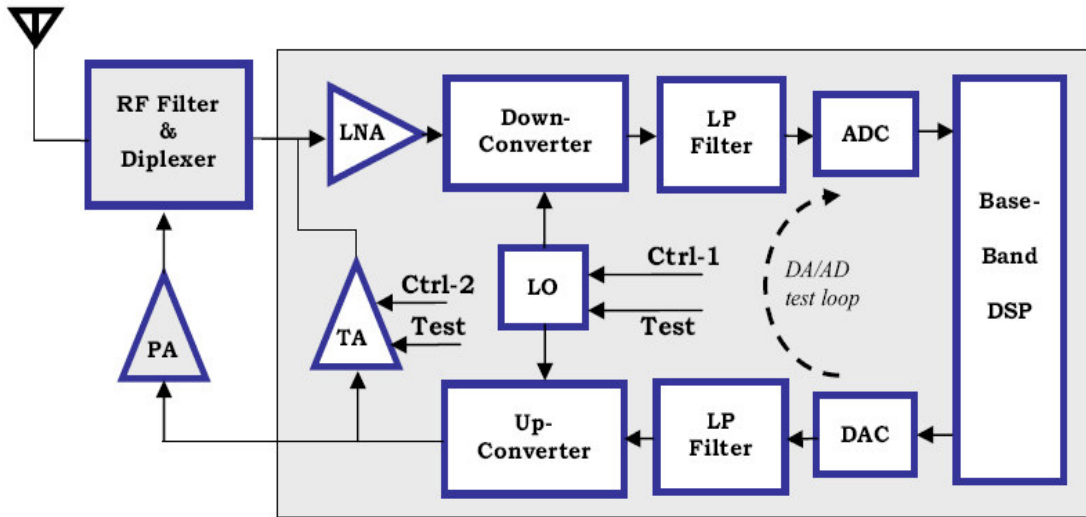 RF Filter
&
Diplexer
LNA
Down-
Converter
LP
Filter
ADC
Base-
Band
DSP
Ctrl-1
LO
Test
Ctrl-2
Test
TA
DA/AD
test loop
PA
Up-
Converter
LP
Filter
DAC